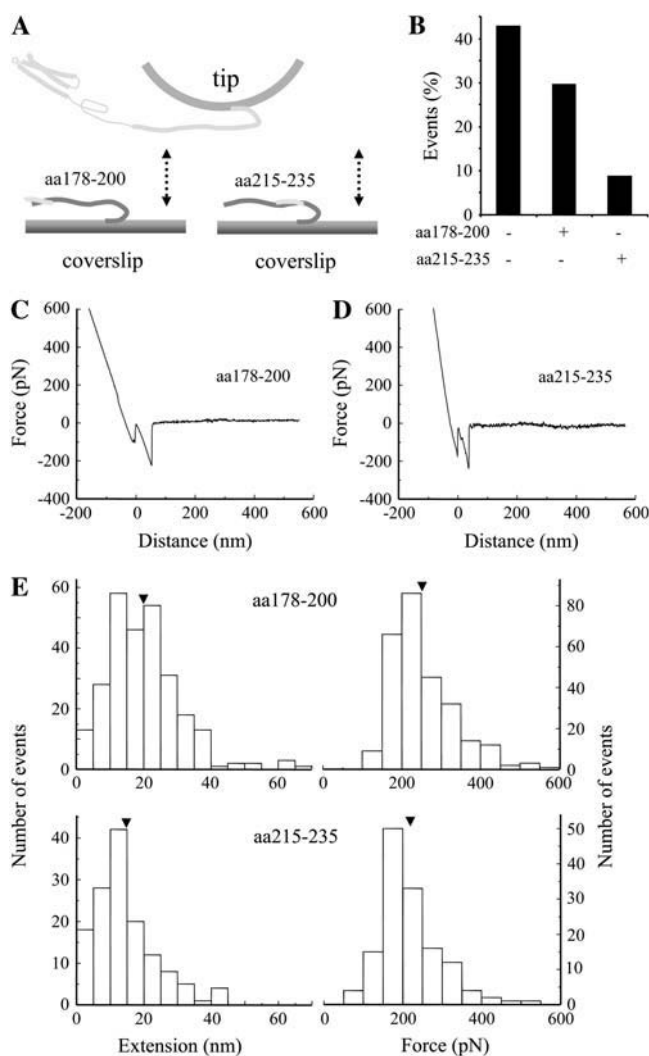 A
tip
aa178-200
aa215-235
coverslip
coverslip
B
Events (%)
40
30
20
10
0
aa178-200 - + -
aa215-235 - - +
C
Force (pN)
600
400
200
0
-200
-400
aa178-200
-200 0 200 400 600
Distance (nm)
D
Force (pN)
600
400
200
0
-200
-400
aa215-235
-200 0 200 400 600
Distance (nm)
E
Number of events
60
40
20
0
aa178-200
0 20 40 60
80
60
40
20
0
0 200 400 600
Number of events
40
30
20
10
0
aa215-235
0 20 40 60
Extension (nm)
50
40
30
20
10
0
0 200 400 600
Force (pN)